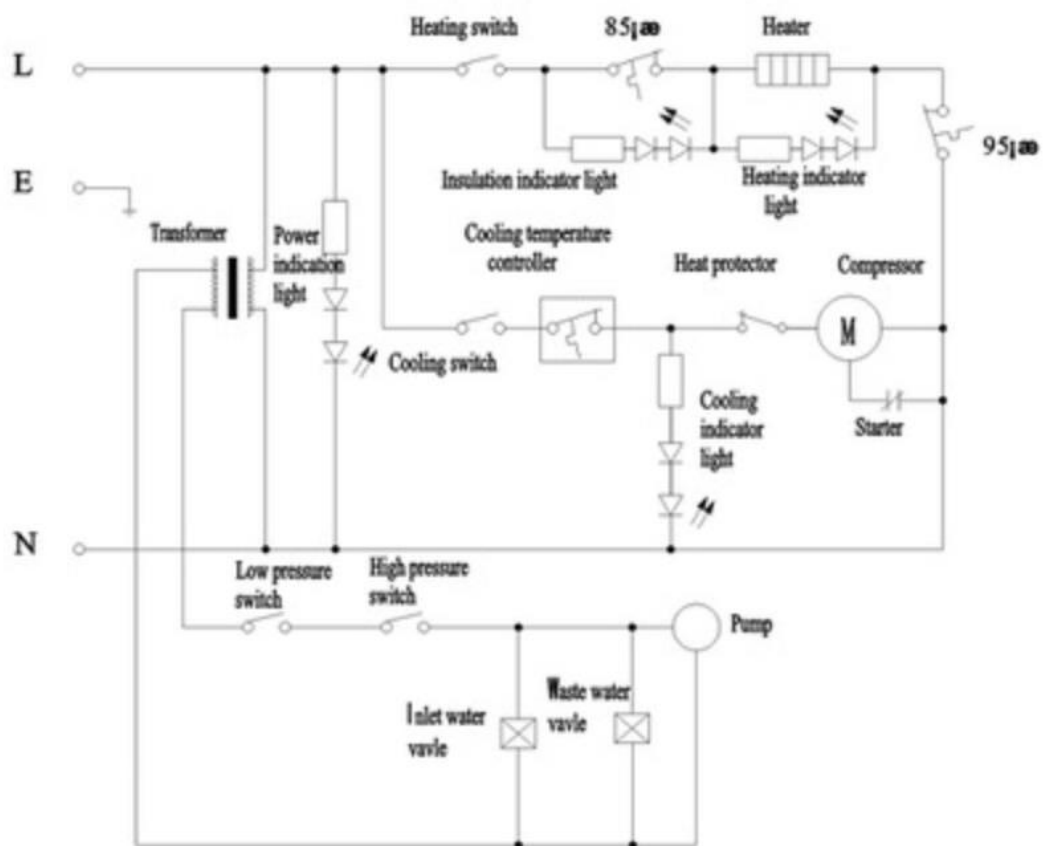 Heating switch
85¡æ
Heater
L
95¡æ
E
Insulation indicator light
Heating indicator
light
Transformer
Power
indication
light
Cooling temperature
controller
Heat protector
Compressor
M
Cooling switch
Cooling
indicator
light
Starter
N
Low pressure
switch
High pressure
switch
Pump
Inlet water
vavle
Waste water
vavle